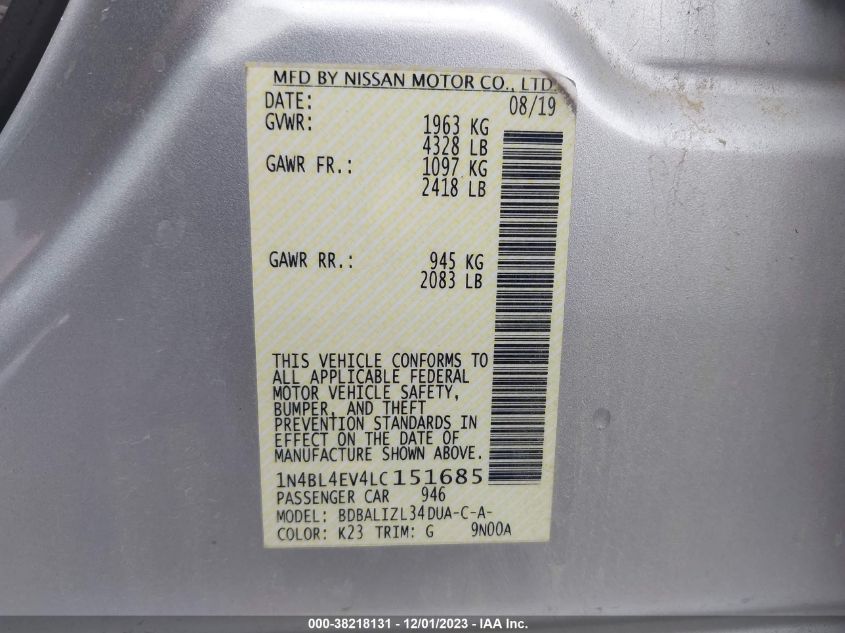 MFD BY NISSAN MOTOR CO., LTD.
DATE: 08/19
GVWR: 1963 KG
4328 LB
GAWR FR.: 1097 KG
2418 LB
GAWR RR.: 945 KG
2083 LB
THIS VEHICLE CONFORMS TO
ALL APPLICABLE FEDERAL
MOTOR VEHICLE SAFETY,
BUMPER, AND THEFT
PREVENTION STANDARDS IN
EFFECT ON THE DATE OF
MANUFACTURE SHOWN ABOVE.
1N4BL4EV4LC151685
PASSENGER CAR 946
MODEL: BDBALIZL34DUA-C-A-
COLOR: K23 TRIM: G 9N00A
000-38218131 - 12/01/2023 - IAA Inc.